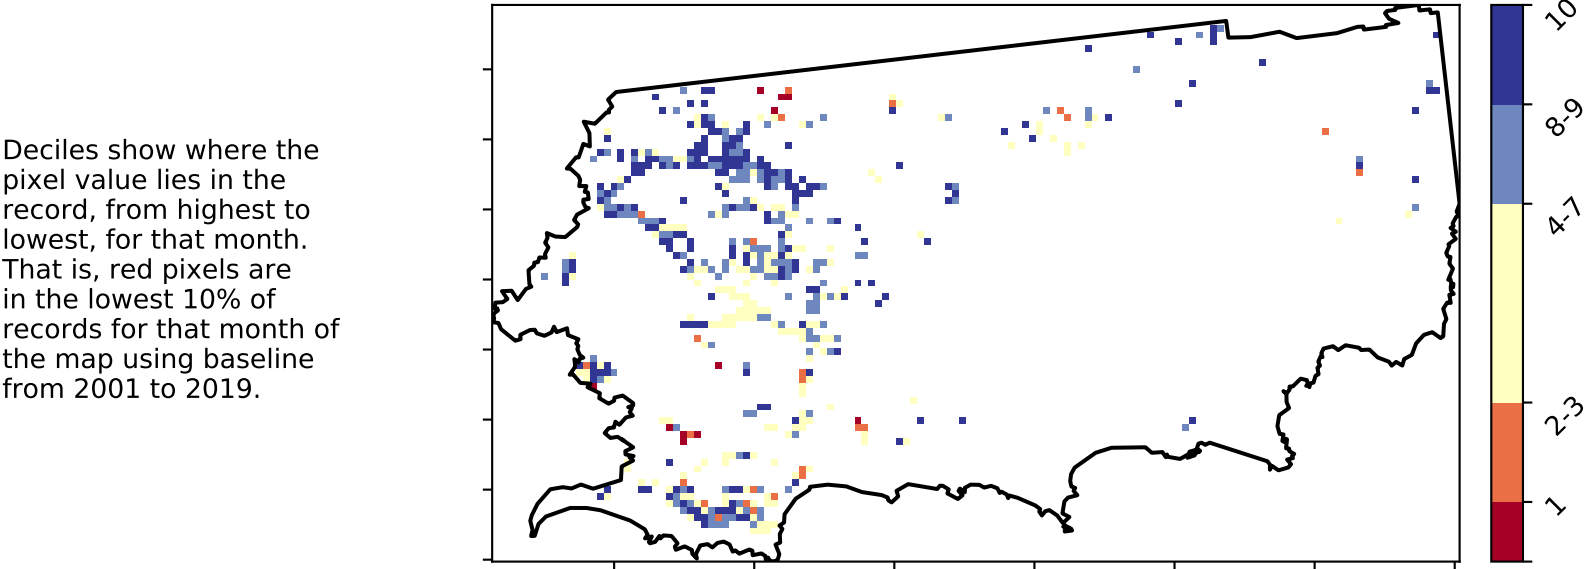 Deciles show where the
pixel value lies in the
record, from highest to
lowest, for that month.
That is, red pixels are
in the lowest 10% of
records for that month of
the map using baseline
from 2001 to 2019.
10
8-9
4-7
2-3
1